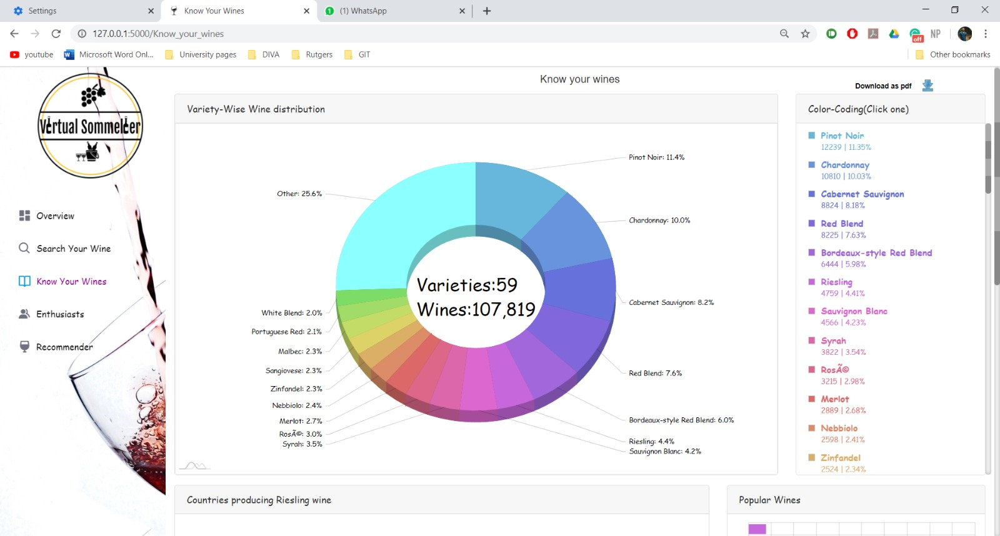 Settings
Know Your Wines
(1) WhatsApp
127.0.0.1:5000/Know_your_wines
off
NP
youtube
Microsoft Word Onl...
University pages
DIVA
Rutgers
GIT
Other bookmarks
Virtual Sommelier
Overview
Search Your Wine
Know Your Wines
Enthusiasts
Recommender
Know your wines
Download as pdf
Variety-Wise Wine distribution
Pinot Noir: 11.4%
Chardonnay: 10.0%
Cabernet Sauvignon: 8.2%
Red Blend: 7.6%
Bordeaux-style Red Blend: 6.0%
Riesling: 4.4%
Sauvignon Blanc: 4.2%
Other: 25.6%
White Blend: 2.0%
Portuguese Red: 2.1%
Malbec: 2.3%
Sangiovese: 2.3%
Zinfandel: 2.3%
Nebbiolo: 2.4%
Merlot: 2.7%
RosÃ©: 3.0%
Syrah: 3.5%
Varieties:59
Wines:107,819
Color-Coding(Click one)
Pinot Noir
12239 | 11.35%
Chardonnay
10810 | 10.03%
Cabernet Sauvignon
8824 | 8.18%
Red Blend
8225 | 7.63%
Bordeaux-style Red Blend
6444 | 5.98%
Riesling
4759 | 4.41%
Sauvignon Blanc
4566 | 4.23%
Syrah
3822 | 3.54%
RosÃ©
3215 | 2.98%
Merlot
2889 | 2.68%
Nebbiolo
2598 | 2.41%
Zinfandel
2524 | 2.34%
Countries producing Riesling wine
Popular Wines